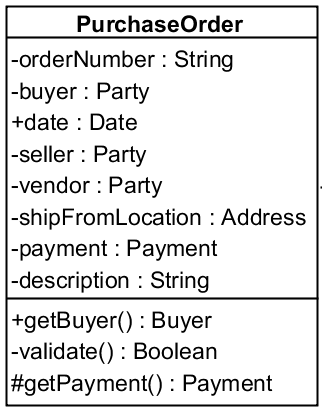 PurchaseOrder
-orderNumber : String
-buyer : Party
+date : Date
-seller : Party
-vendor : Party
-shipFromLocation : Address
-payment : Payment
-description : String
+getBuyer() : Buyer
-validate() : Boolean
#getPayment() : Payment